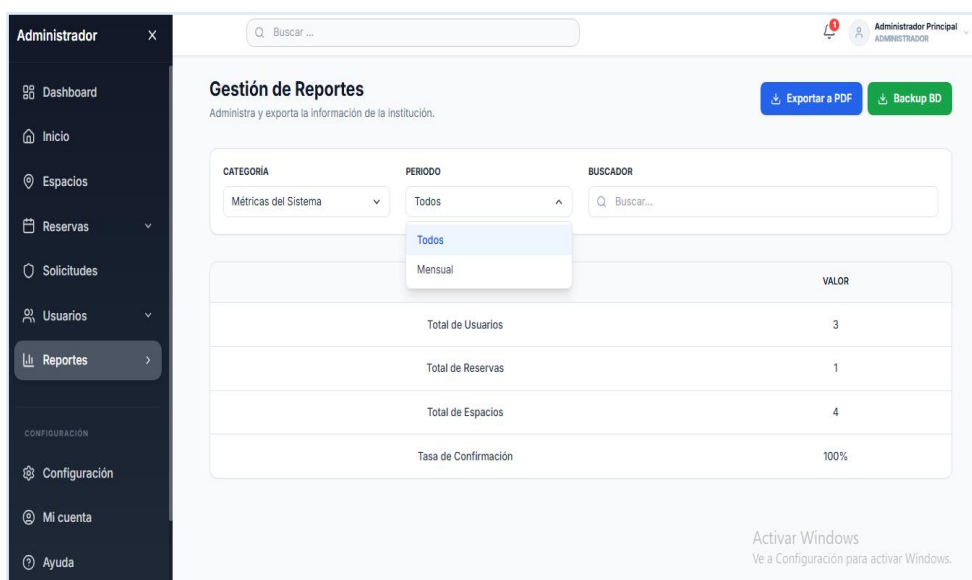 Administrador X
Buscar ...
1
Administrador Principal
ADMINISTRADOR
Dashboard
Inicio
Espacios
Reservas
Solicitudes
Usuarios
Reportes
CONFIGURACIÓN
Configuración
Mi cuenta
Ayuda
Gestión de Reportes
Administra y exporta la información de la institución.
Exportar a PDF
Backup BD
CATEGORÍA
Métricas del Sistema
PERIODO
Todos
BUSCADOR
Buscar...
Todos
Mensual
VALOR
Total de Usuarios 3
Total de Reservas 1
Total de Espacios 4
Tasa de Confirmación 100%
Activar Windows
Ve a Configuración para activar Windows.